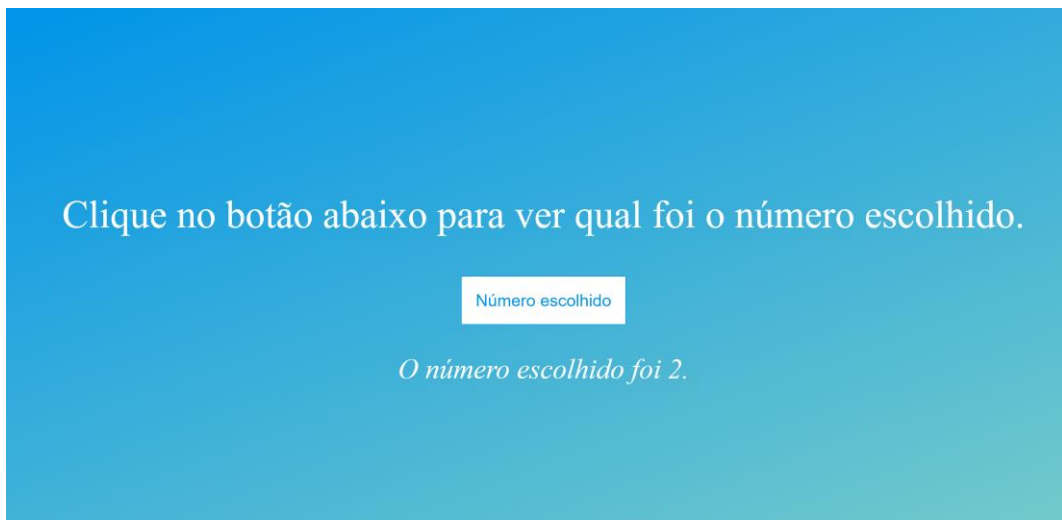 Clique no botão abaixo para ver qual foi o número escolhido.
Número escolhido
O número escolhido foi 2.